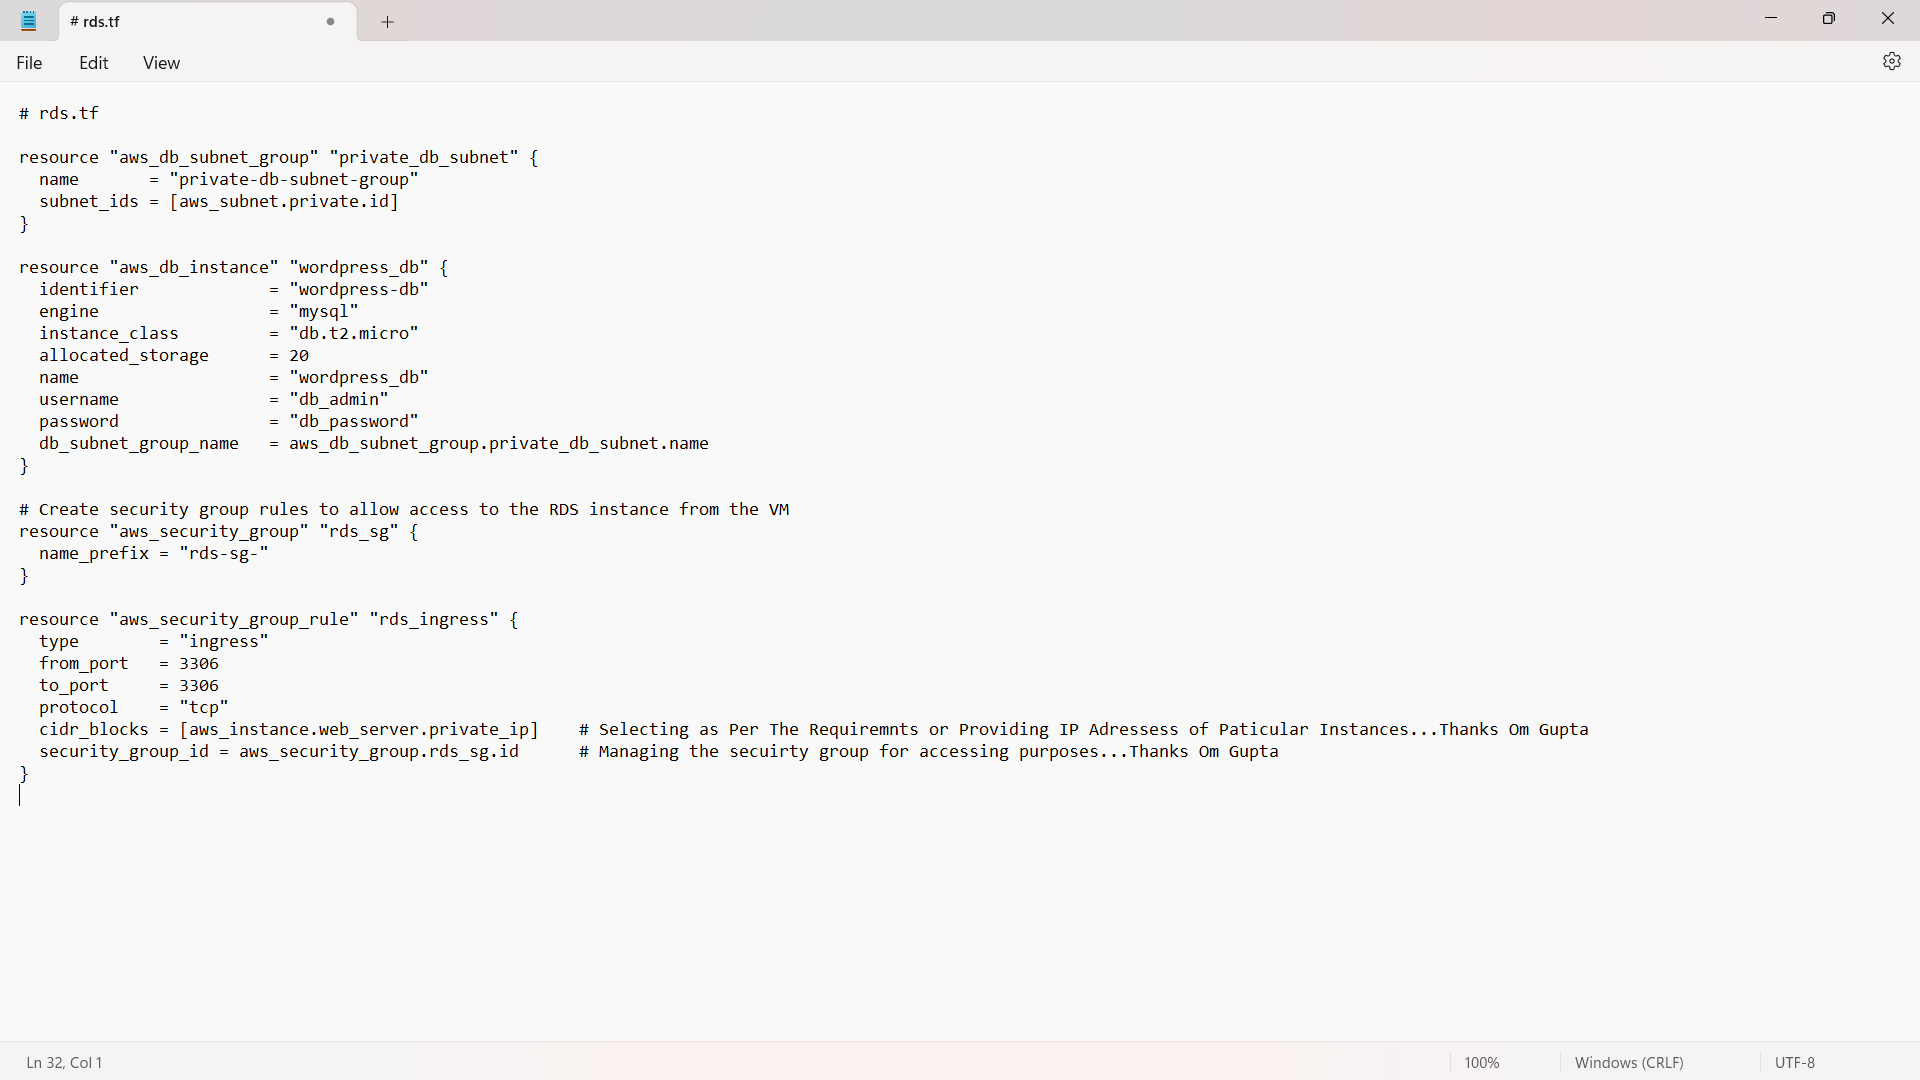 # rds.tf
File Edit View
# rds.tf
resource "aws_db_subnet_group" "private_db_subnet" {
  name       = "private-db-subnet-group"
  subnet_ids = [aws_subnet.private.id]
}
resource "aws_db_instance" "wordpress_db" {
  identifier             = "wordpress-db"
  engine                 = "mysql"
  instance_class         = "db.t2.micro"
  allocated_storage      = 20
  name                   = "wordpress_db"
  username               = "db_admin"
  password               = "db_password"
  db_subnet_group_name   = aws_db_subnet_group.private_db_subnet.name
}
# Create security group rules to allow access to the RDS instance from the VM
resource "aws_security_group" "rds_sg" {
  name_prefix = "rds-sg-"
}
resource "aws_security_group_rule" "rds_ingress" {
  type        = "ingress"
  from_port   = 3306
  to_port     = 3306
  protocol    = "tcp"
  cidr_blocks = [aws_instance.web_server.private_ip]    # Selecting as Per The Requiremnts or Providing IP Adressess of Paticular Instances...Thanks Om Gupta
  security_group_id = aws_security_group.rds_sg.id      # Managing the secuirty group for accessing purposes...Thanks Om Gupta
}
Ln 32, Col 1 100% Windows (CRLF) UTF-8